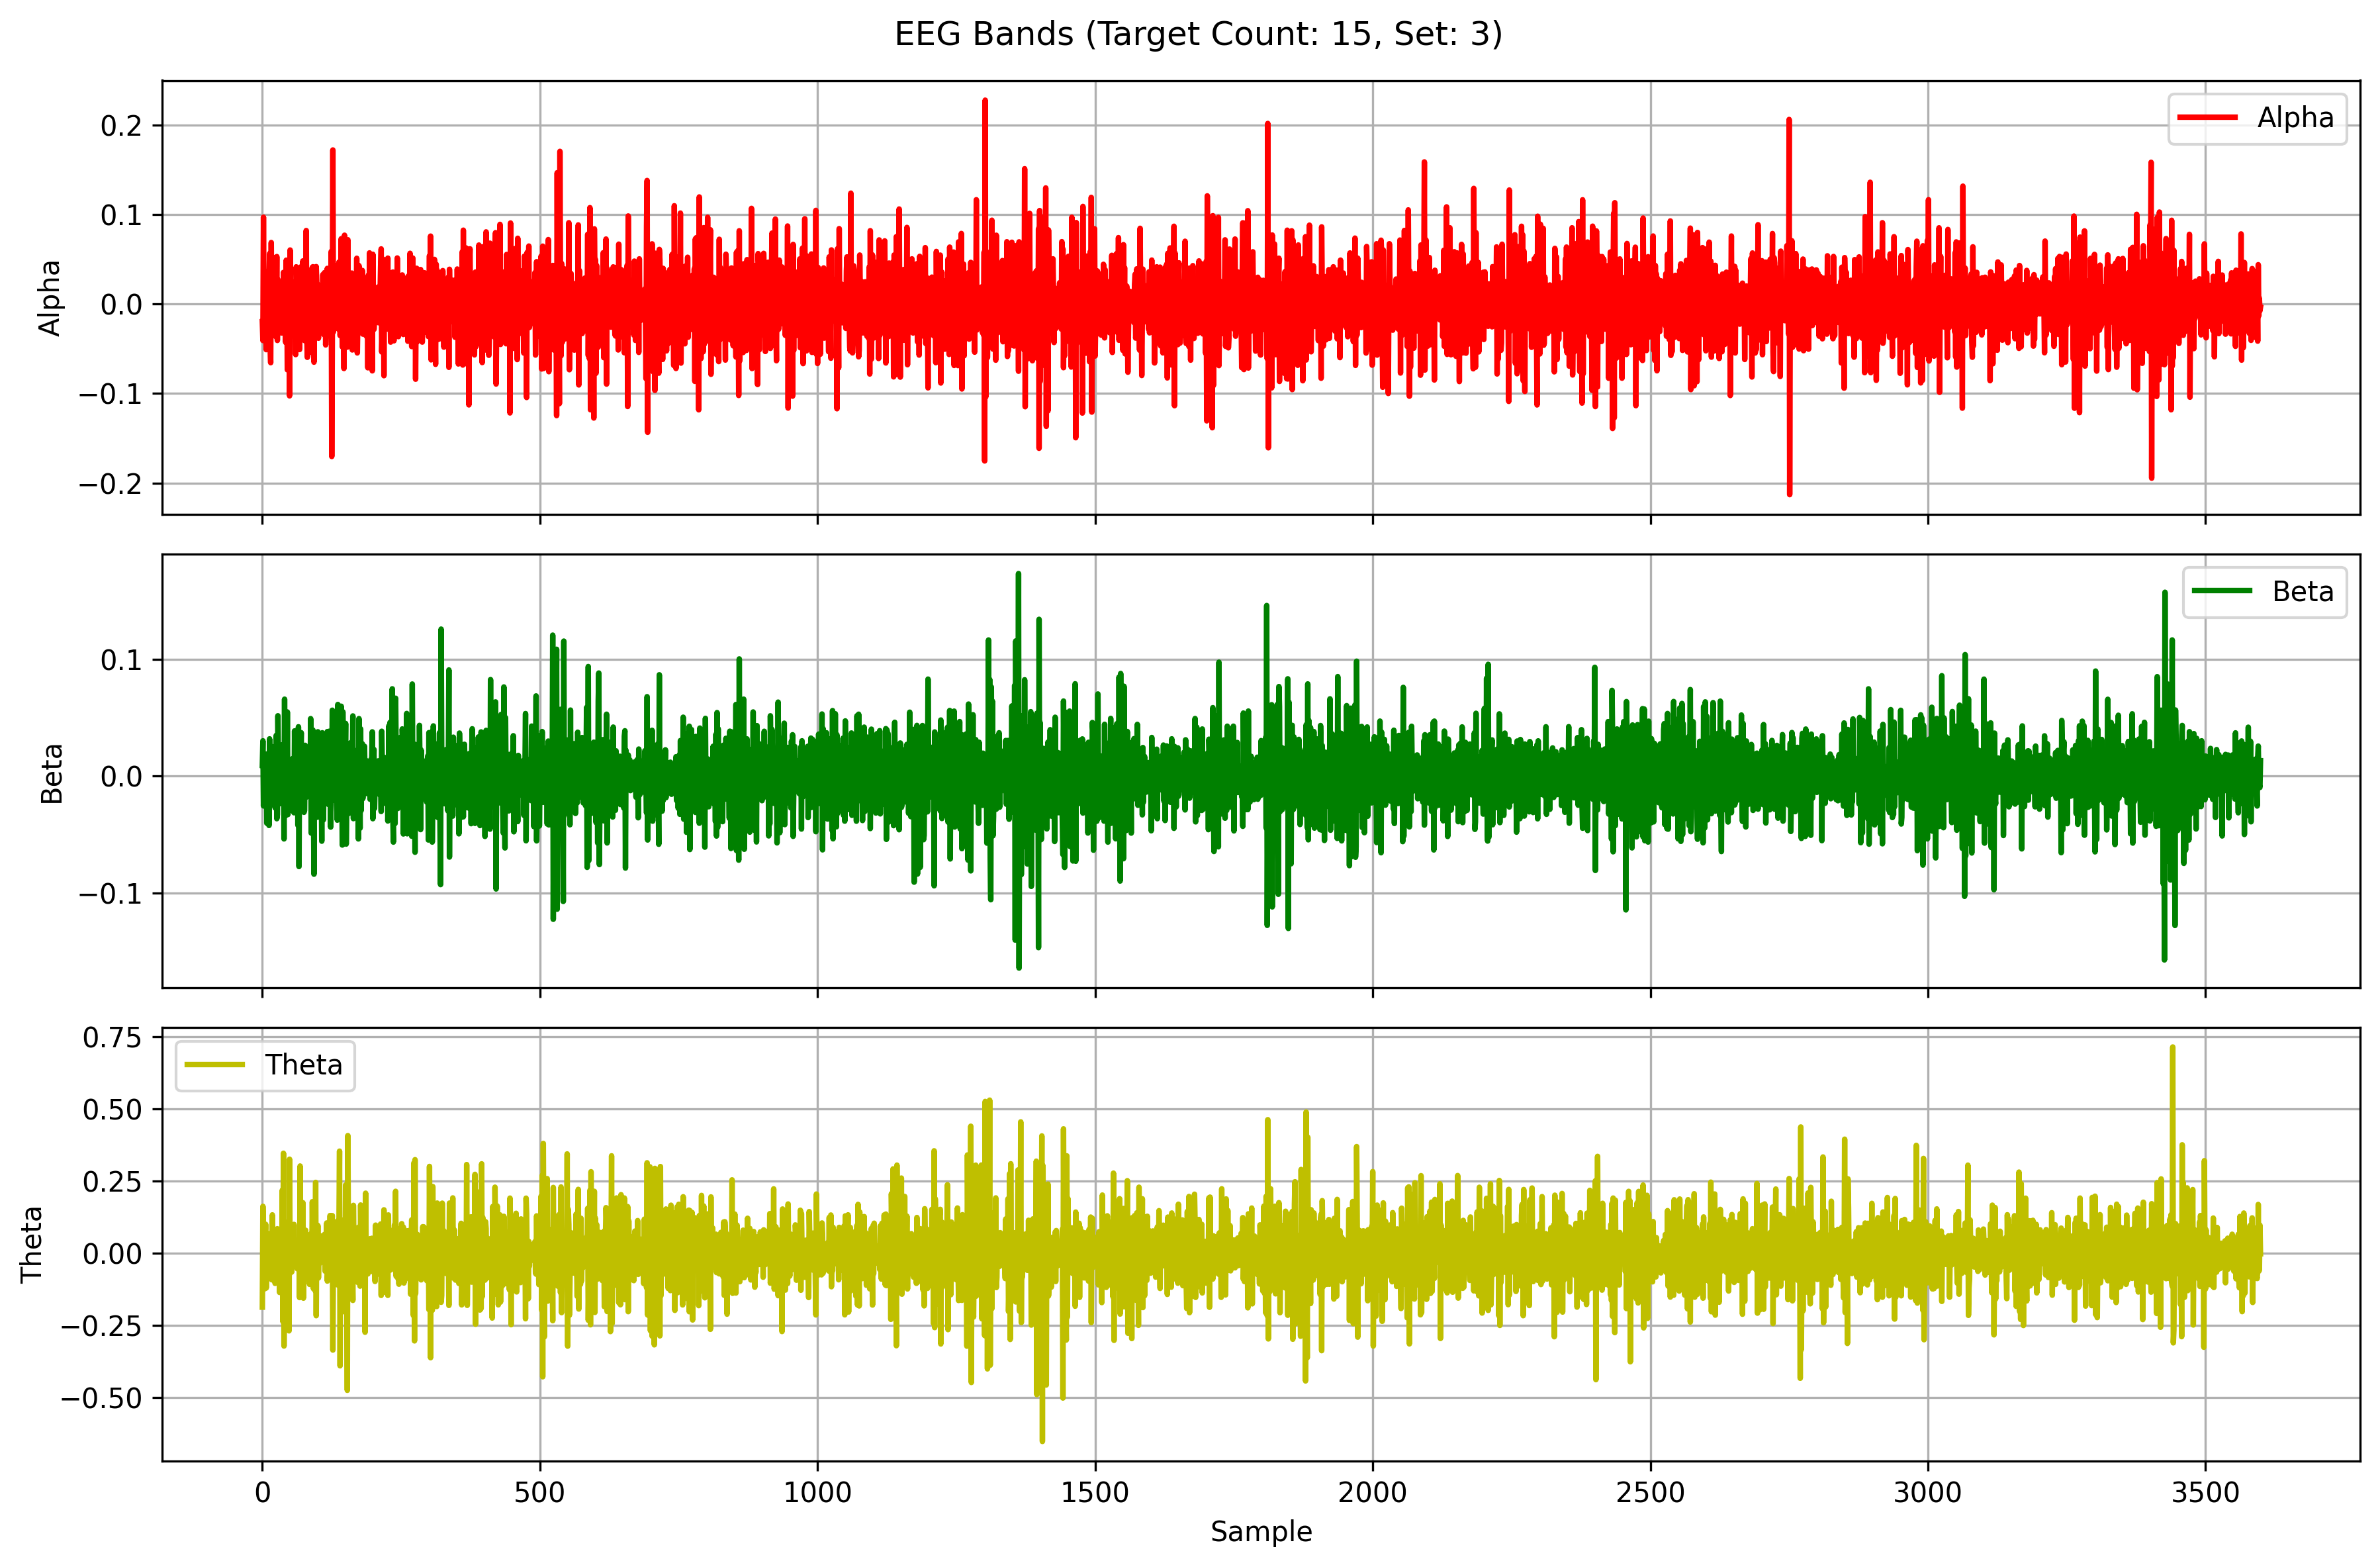 EEG Bands (Target Count: 15, Set: 3)
Alpha
0.2
0.1
0.0
−0.1
−0.2
Alpha
Beta
0.1
0.0
−0.1
Beta
Theta
0.75
0.50
0.25
0.00
−0.25
−0.50
Theta
0 500 1000 1500 2000 2500 3000 3500
Sample